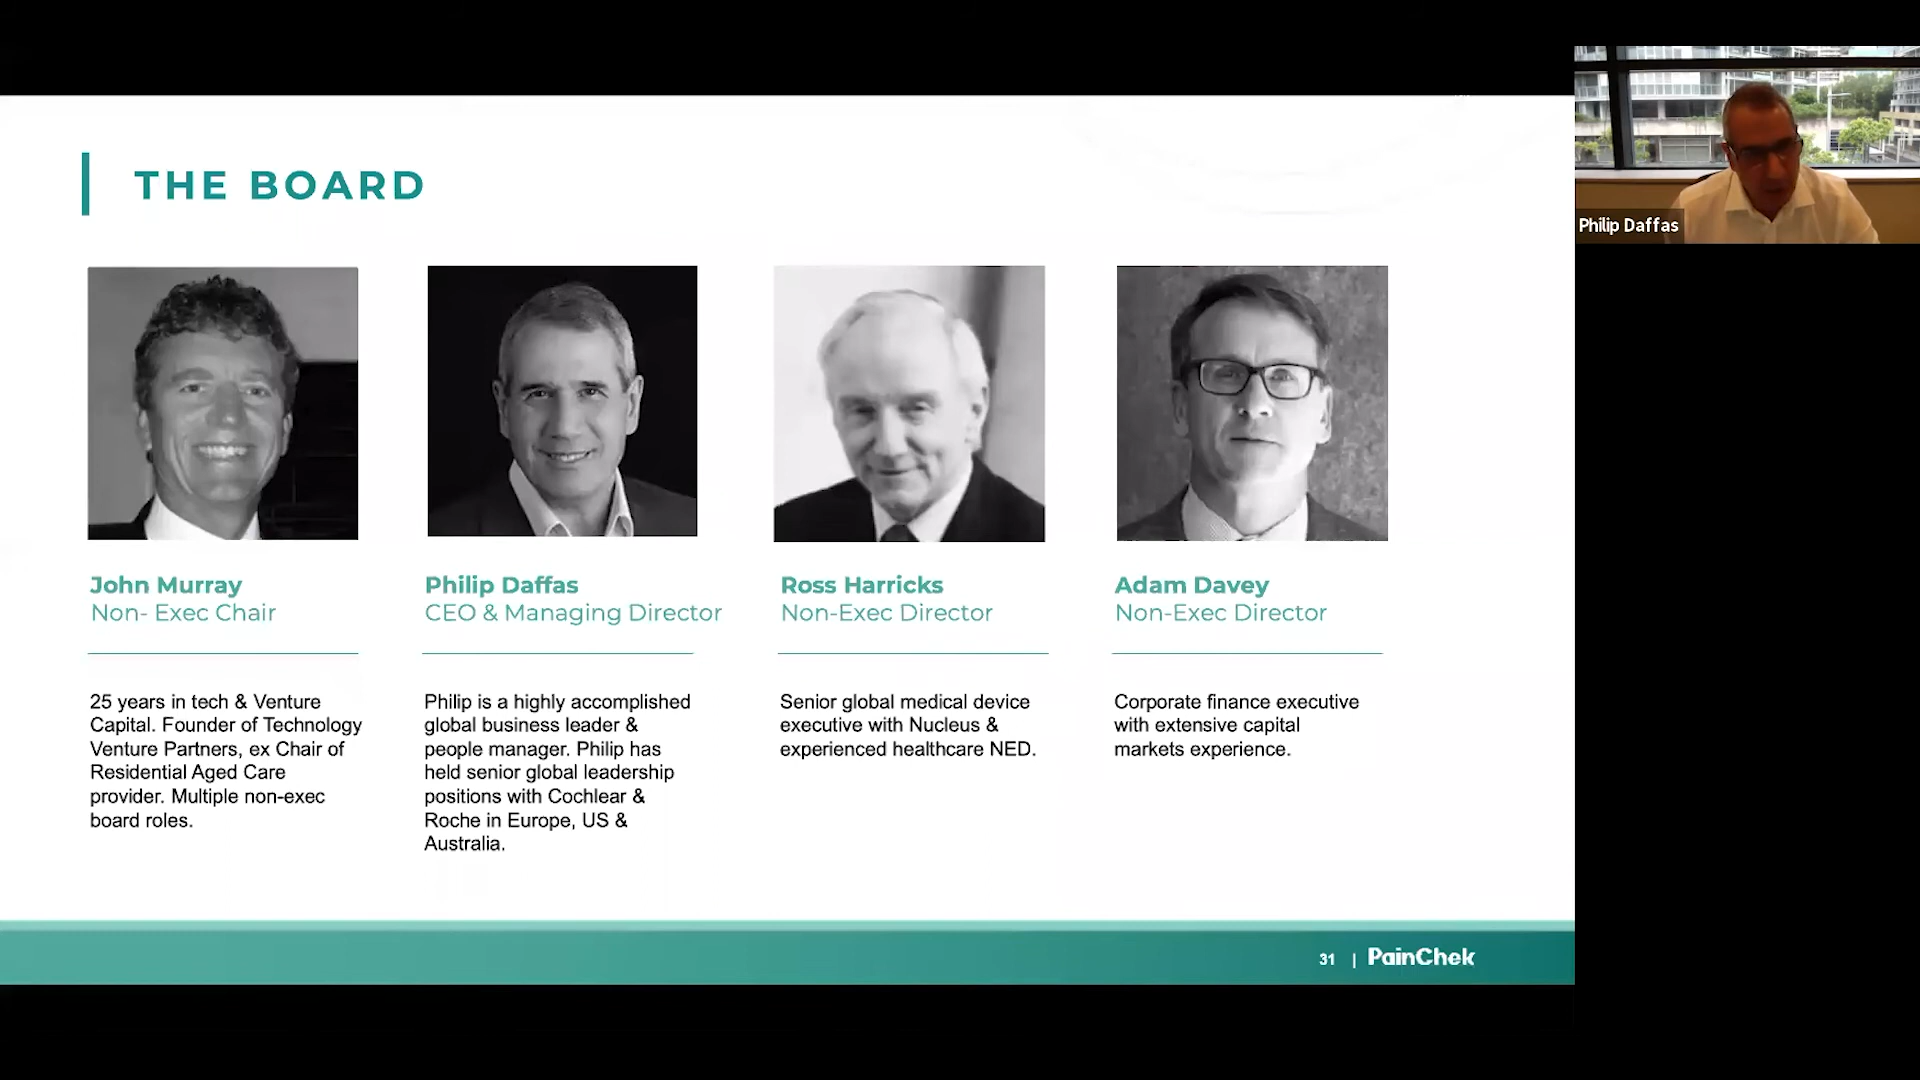 THE BOARD
Philip Daffas
John Murray
Non- Exec Chair
25 years in tech & Venture
Capital. Founder of Technology
Venture Partners, ex Chair of
Residential Aged Care
provider. Multiple non-exec
board roles.
Philip Daffas
CEO & Managing Director
Philip is a highly accomplished
global business leader &
people manager. Philip has
held senior global leadership
positions with Cochlear &
Roche in Europe, US &
Australia.
Ross Harricks
Non-Exec Director
Senior global medical device
executive with Nucleus &
experienced healthcare NED.
Adam Davey
Non-Exec Director
Corporate finance executive
with extensive capital
markets experience.
31 | PainChek